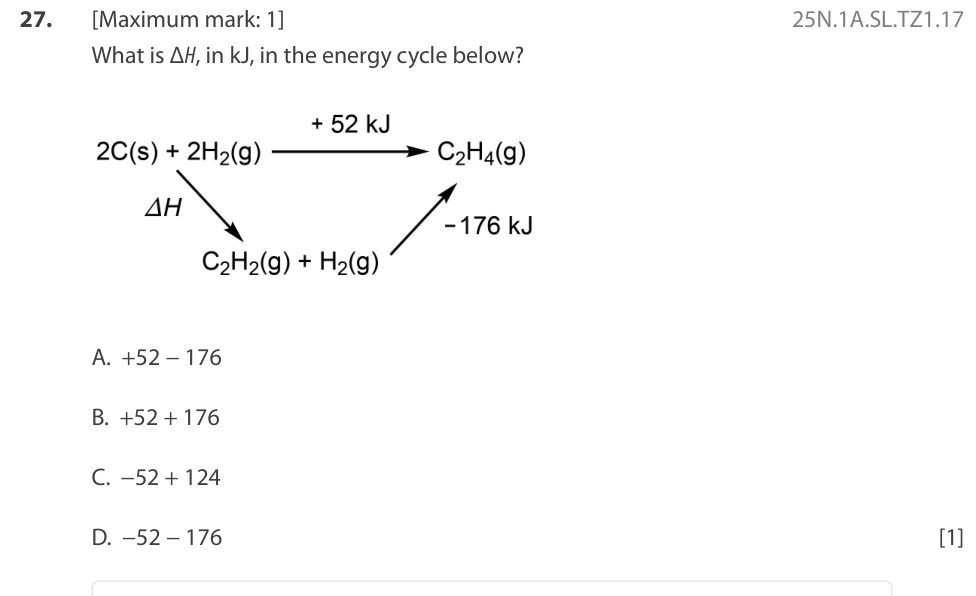 27. [Maximum mark: 1] 25N.1A.SL.TZ1.17
What is ΔH, in kJ, in the energy cycle below?
+ 52 kJ
2C(s) + 2H₂(g) C₂H₄(g)
ΔH
−176 kJ
C₂H₂(g) + H₂(g)
A. +52 – 176
B. +52 + 176
C. –52 + 124
D. –52 – 176 [1]